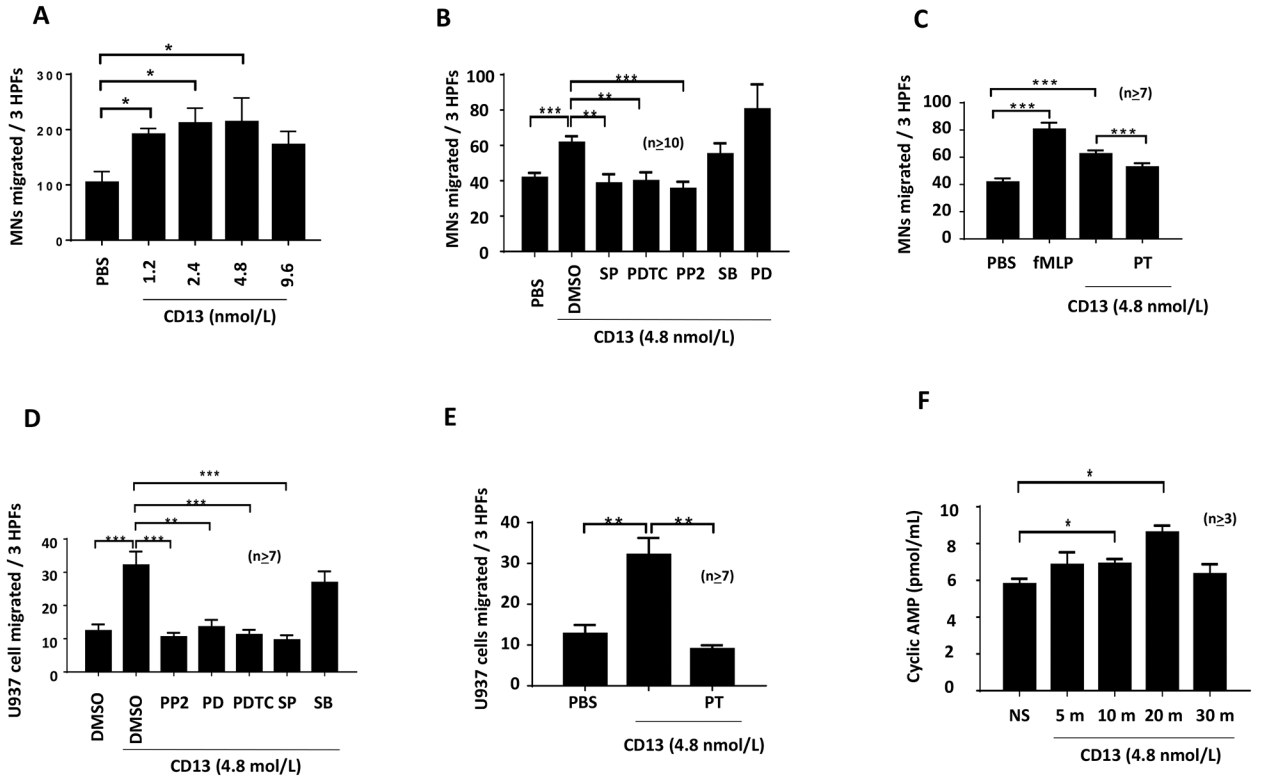 A
MNs migrated / 3 HPFs
300
200
100
0
*
*
*
PBS
1.2
2.4
4.8
9.6
CD13 (nmol/L)
B
MNs migrated / 3 HPFs
100
80
60
40
20
0
***
**
***
**
(n≥10)
PBS
DMSO
SP
PDTC
PP2
SB
PD
CD13 (4.8 nmol/L)
C
MNs migrated / 3 HPFs
100
80
60
40
20
0
***
***
***
(n≥7)
PBS
fMLP
PT
CD13 (4.8 nmol/L)
D
U937 cell migrated / 3 HPFs
40
30
20
10
0
***
***
**
***
***
(n≥7)
DMSO
DMSO
PP2
PD
PDTC
SP
SB
CD13 (4.8 mol/L)
E
U937 cells migrated / 3 HPFs
40
30
20
10
0
**
**
(n≥7)
PBS
PT
CD13 (4.8 nmol/L)
F
Cyclic AMP (pmol/mL)
10
8
6
4
2
0
*
*
(n≥3)
NS
5 m
10 m
20 m
30 m
CD13 (4.8 nmol/L)